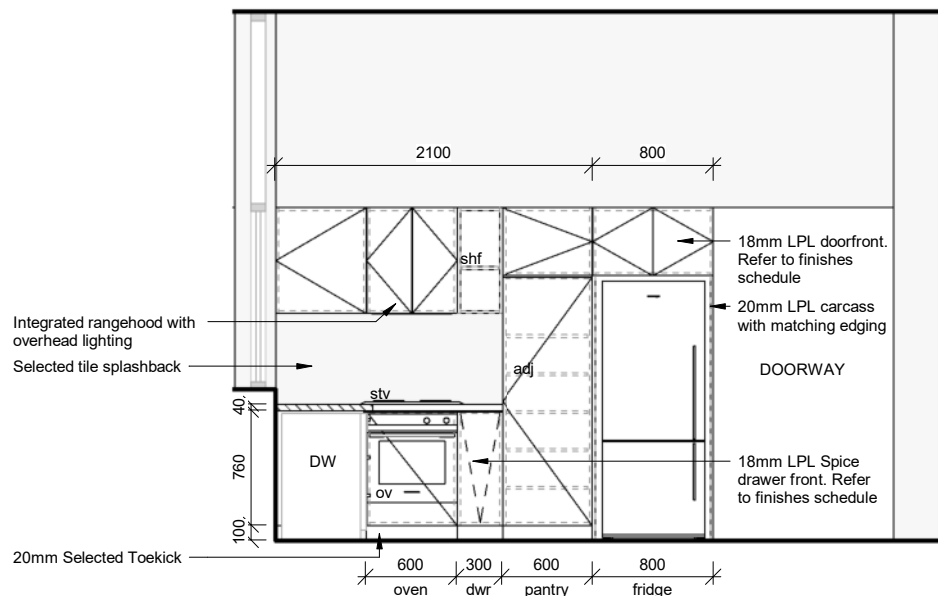 2100
800
shf
18mm LPL doorfront.
Refer to finishes
schedule
20mm LPL carcass
with matching edging
Integrated rangehood with
overhead lighting
Selected tile splashback
adj
DOORWAY
stv
40.
760
100.
DW
ov
18mm LPL Spice
drawer front. Refer
to finishes schedule
20mm Selected Toekick
600
300
600
800
oven
dwr
pantry
fridge